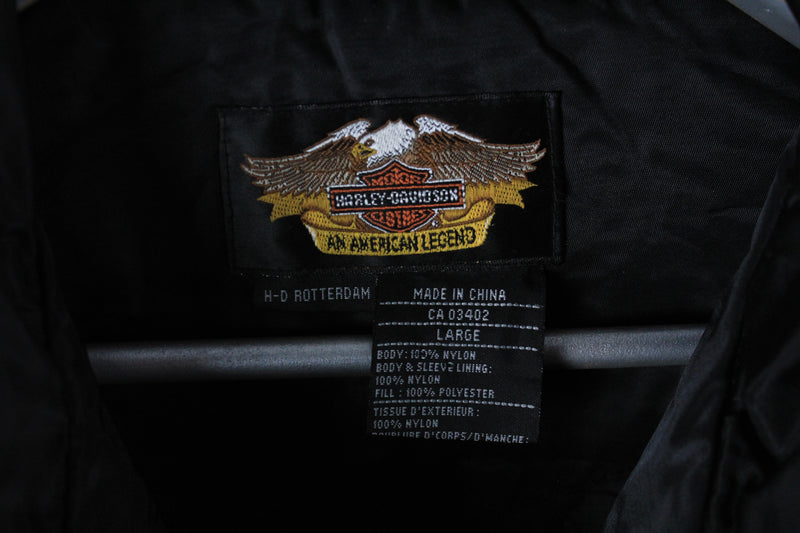 MOTOR
HARLEY-DAVIDSON
CLOTHES
AN AMERICAN LEGEND
H-D ROTTERDAM
MADE IN CHINA
CA 03402
LARGE
BODY: 100% NYLON
BODY & SLEEVE LINING:
100% NYLON
FILL : 100% POLYESTER
TISSUE D'EXTERIEUR :
100% NYLON
DOUBLURE D'CORPS/D'MANCHE: